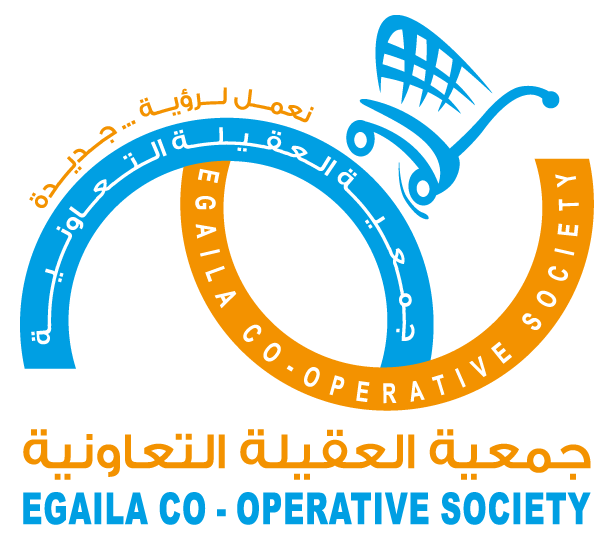 نعمل لرؤية ... جديدة
جمعية العقيلة التعاونية
EGAILA CO-OPERATIVE SOCIETY
جمعية العقيلة التعاونية
EGAILA CO - OPERATIVE SOCIETY